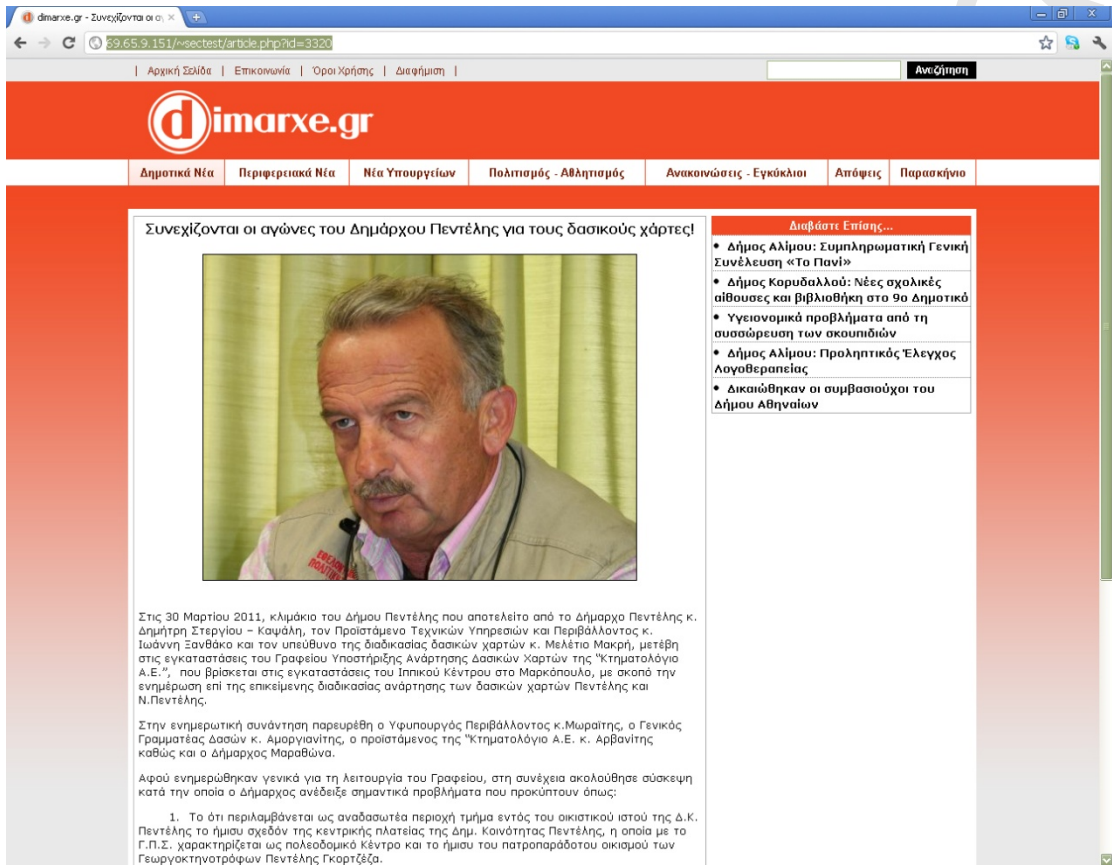 dimarxe.gr - Συνεχίζονται οι α
69.65.9.151/~sectest/article.php?id=3320
| Αρχική Σελίδα | Επικοινωνία | Όροι Χρήσης | Διαφήμιση |
Αναζήτηση
dimarxe.gr
Δημοτικά Νέα Περιφερειακά Νέα Νέα Υπουργείων Πολιτισμός - Αθλητισμός Ανακοινώσεις - Εγκύκλιοι Απόψεις Παρασκήνιο
Συνεχίζονται οι αγώνες του Δημάρχου Πεντέλης για τους δασικούς χάρτες!
Στις 30 Μαρτίου 2011, κλιμάκιο του Δήμου Πεντέλης που αποτελείτο από το Δήμαρχο Πεντέλης κ.
Δημήτρη Στεργίου – Καψάλη, τον Προϊστάμενο Τεχνικών Υπηρεσιών και Περιβάλλοντος κ.
Ιωάννη Ξανθάκο και τον υπεύθυνο της διαδικασίας δασικών χαρτών κ. Μελέτιο Μακρή, μετέβη
στις εγκαταστάσεις του Γραφείου Υποστήριξης Ανάρτησης Δασικών Χαρτών της "Κτηματολόγιο
Α.Ε.", που βρίσκεται στις εγκαταστάσεις του Ιππικού Κέντρου στο Μαρκόπουλο, με σκοπό την
ενημέρωση επί της επικείμενης διαδικασίας ανάρτησης των δασικών χαρτών Πεντέλης και
Ν.Πεντέλης.
Στην ενημερωτική συνάντηση παρευρέθη ο Υφυπουργός Περιβάλλοντος κ.Μωραΐτης, ο Γενικός
Γραμματέας Δασών κ. Αμοργιανίτης, ο προϊστάμενος της "Κτηματολόγιο Α.Ε. κ. Αρβανίτης
καθώς και ο Δήμαρχος Μαραθώνα.
Αφού ενημερώθηκαν γενικά για τη λειτουργία του Γραφείου, στη συνέχεια ακολούθησε σύσκεψη
κατά την οποία ο Δήμαρχος ανέδειξε σημαντικά προβλήματα που προκύπτουν όπως:
1. Το ότι περιλαμβάνεται ως αναδασωτέα περιοχή τμήμα εντός του οικιστικού ιστού της Δ.Κ.
Πεντέλης το ήμισυ σχεδόν της κεντρικής πλατείας της Δημ. Κοινότητας Πεντέλης, η οποία με το
Γ.Π.Σ. χαρακτηρίζεται ως πολεοδομικό Κέντρο και το ήμισυ του πατροπαράδοτου οικισμού των
Γεωργοκτηνοτρόφων Πεντέλης Γκορτζέζα.
Διαβάστε Επίσης...
• Δήμος Αλίμου: Συμπληρωματική Γενική
Συνέλευση «Το Πανί»
• Δήμος Κορυδαλλού: Νέες σχολικές
αίθουσες και βιβλιοθήκη στο 9ο Δημοτικό
• Υγειονομικά προβλήματα από τη
συσσώρευση των σκουπιδιών
• Δήμος Αλίμου: Προληπτικός Έλεγχος
Λογοθεραπείας
• Δικαιώθηκαν οι συμβασιούχοι του
Δήμου Αθηναίων